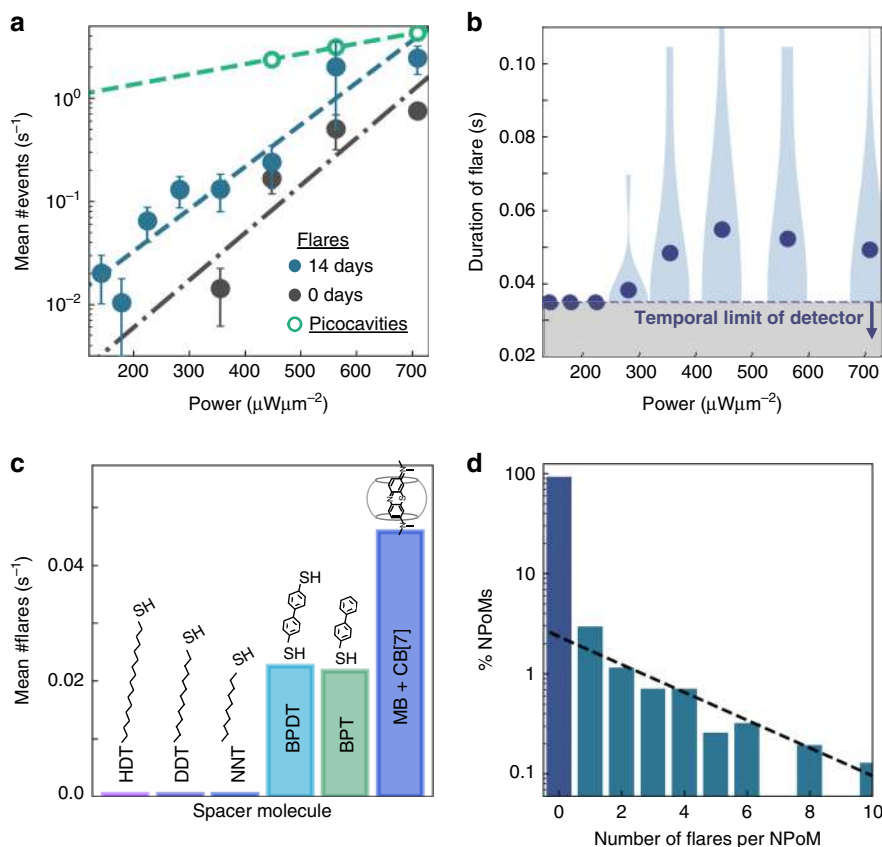 a
Mean #events (s⁻¹)
10⁰
10⁻¹
10⁻²
Flares
14 days
0 days
Picocavities
200 300 400 500 600 700
Power (μWμm⁻²)
b
Duration of flare (s)
0.10
0.08
0.06
0.04
0.02
Temporal limit of detector
200 300 400 500 600 700
Power (μWμm⁻²)
c
Mean #flares (s⁻¹)
0.04
0.02
0.0
SH
HDT
SH
DDT
SH
NNT
SH
SH
BPDT
SH
BPT
N
S
N
N
MB + CB[7]
Spacer molecule
d
% NPoMs
100
10
1
0.1
0 2 4 6 8 10
Number of flares per NPoM